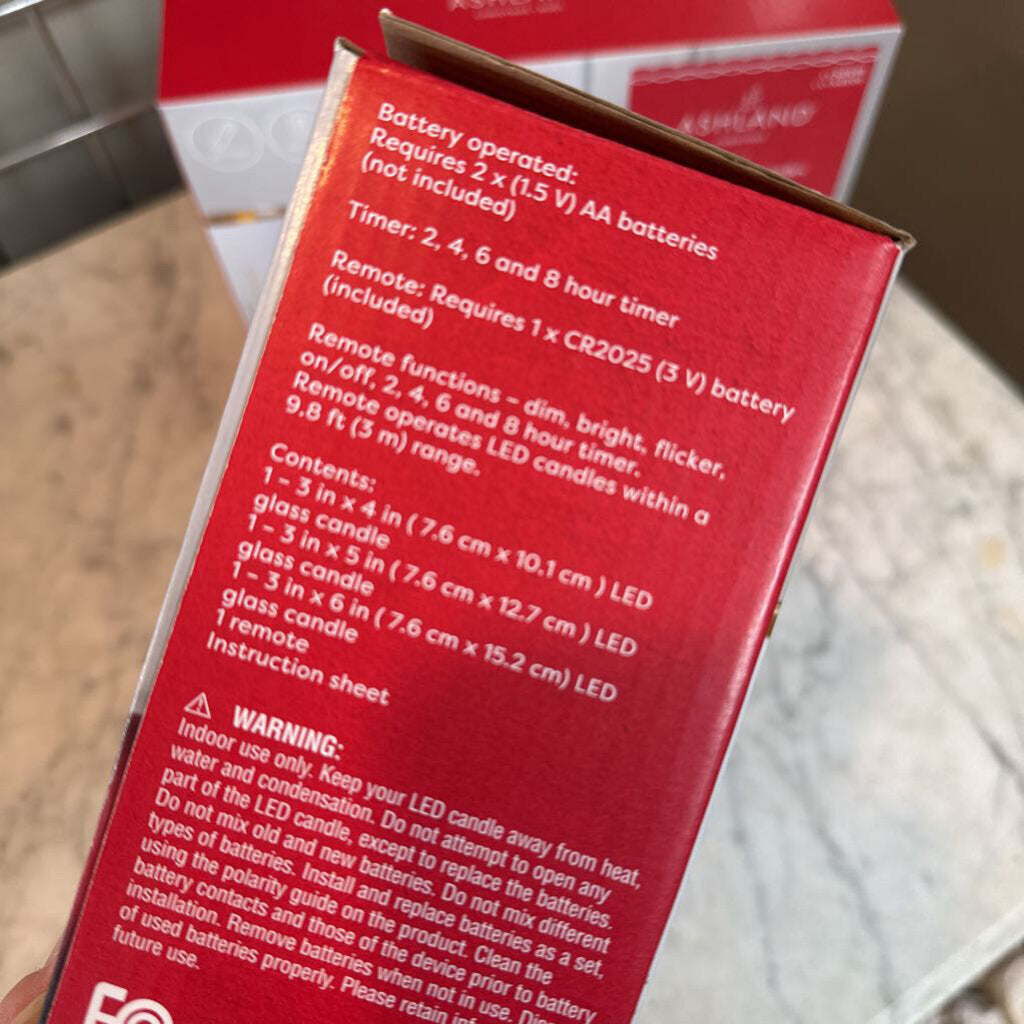 ASHLAND
Battery operated:
Requires 2 x (1.5 V) AA batteries
(not included)
Timer: 2, 4, 6 and 8 hour timer
Remote: Requires 1 x CR2025 (3 V) battery
(included)
Remote functions – dim, bright, flicker,
on/off, 2, 4, 6 and 8 hour timer.
Remote operates LED candles within a
9.8 ft (3 m) range.
Contents:
1 – 3 in x 4 in ( 7.6 cm x 10.1 cm ) LED
glass candle
1 – 3 in x 5 in ( 7.6 cm x 12.7 cm ) LED
glass candle
1 – 3 in x 6 in ( 7.6 cm x 15.2 cm) LED
glass candle
1 remote
Instruction sheet
WARNING:
Indoor use only. Keep your LED candle away from heat,
water and condensation. Do not attempt to open any
part of the LED candle, except to replace the batteries.
Do not mix old and new batteries. Do not mix different
types of batteries. Install and replace batteries as a set,
using the polarity guide on the product. Clean the
battery contacts and those of the device prior to battery
installation. Remove batteries when not in use.
of used batteries properly. Please retain
future use.